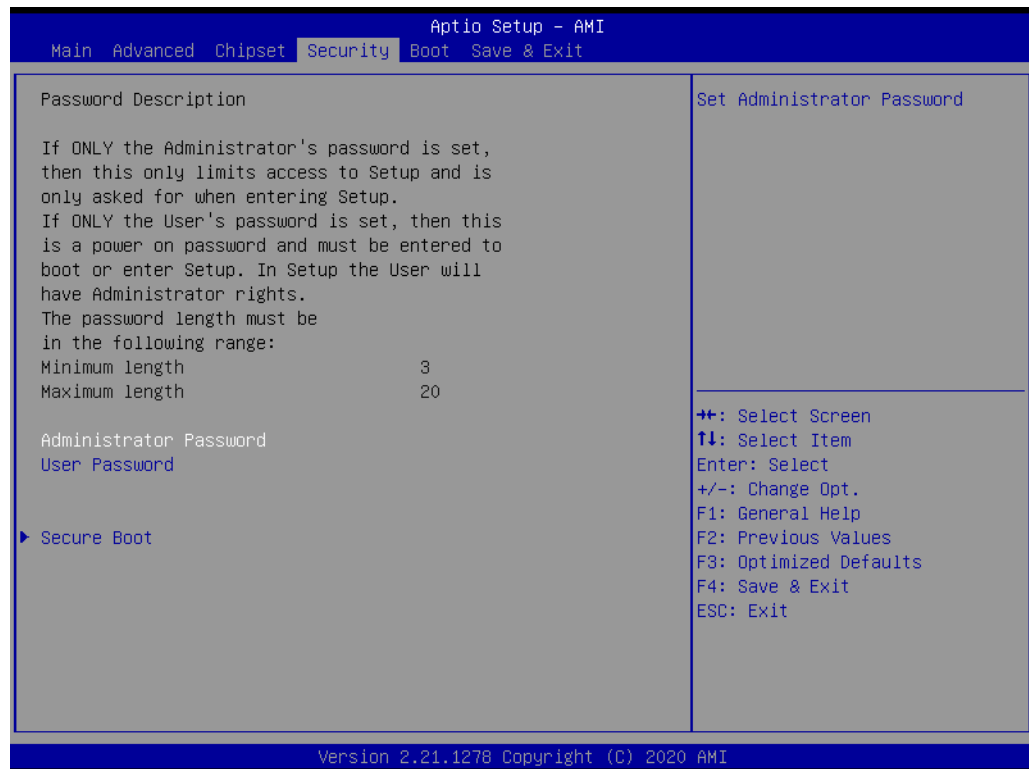 Aptio Setup – AMI
Main Advanced Chipset Security Boot Save & Exit
Password Description
If ONLY the Administrator's password is set,
then this only limits access to Setup and is
only asked for when entering Setup.
If ONLY the User's password is set, then this
is a power on password and must be entered to
boot or enter Setup. In Setup the User will
have Administrator rights.
The password length must be
in the following range:
Minimum length 3
Maximum length 20
Administrator Password
User Password
Secure Boot
Set Administrator Password
→←: Select Screen
↑↓: Select Item
Enter: Select
+/-: Change Opt.
F1: General Help
F2: Previous Values
F3: Optimized Defaults
F4: Save & Exit
ESC: Exit
Version 2.21.1278 Copyright (C) 2020 AMI